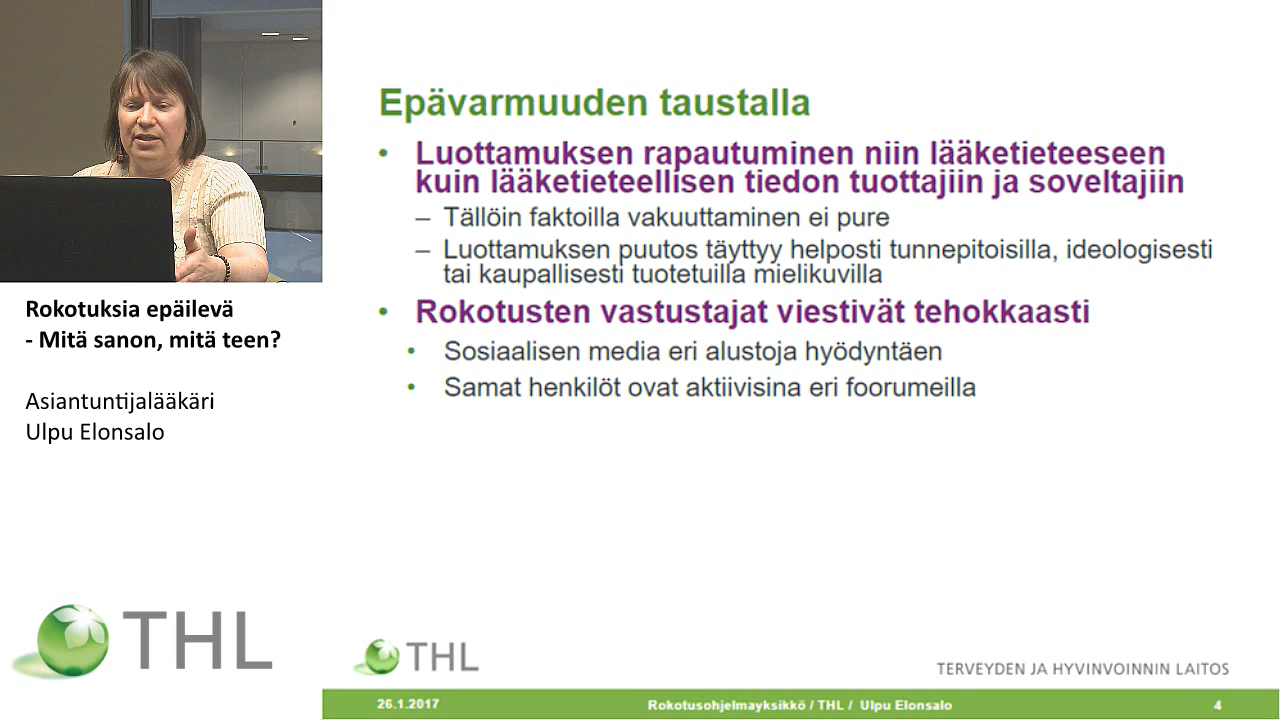 Rokotuksia epäilevä
- Mitä sanon, mitä teen?
Asiantuntijalääkäri
Ulpu Elonsalo
THL
Epävarmuuden taustalla
• Luottamuksen rapautuminen niin lääketieteeseen
kuin lääketieteellisen tiedon tuottajiin ja soveltajiin
– Tällöin faktoilla vakuuttaminen ei pure
– Luottamuksen puutos täyttyy helposti tunnepitoisilla, ideologisesti
tai kaupallisesti tuotetuilla mielikuvilla
• Rokotusten vastustajat viestivät tehokkaasti
• Sosiaalisen media eri alustoja hyödyntäen
• Samat henkilöt ovat aktiivisina eri foorumeilla
THL
TERVEYDEN JA HYVINVOINNIN LAITOS
26.1.2017 Rokotusohjelmayksikkö / THL / Ulpu Elonsalo 4